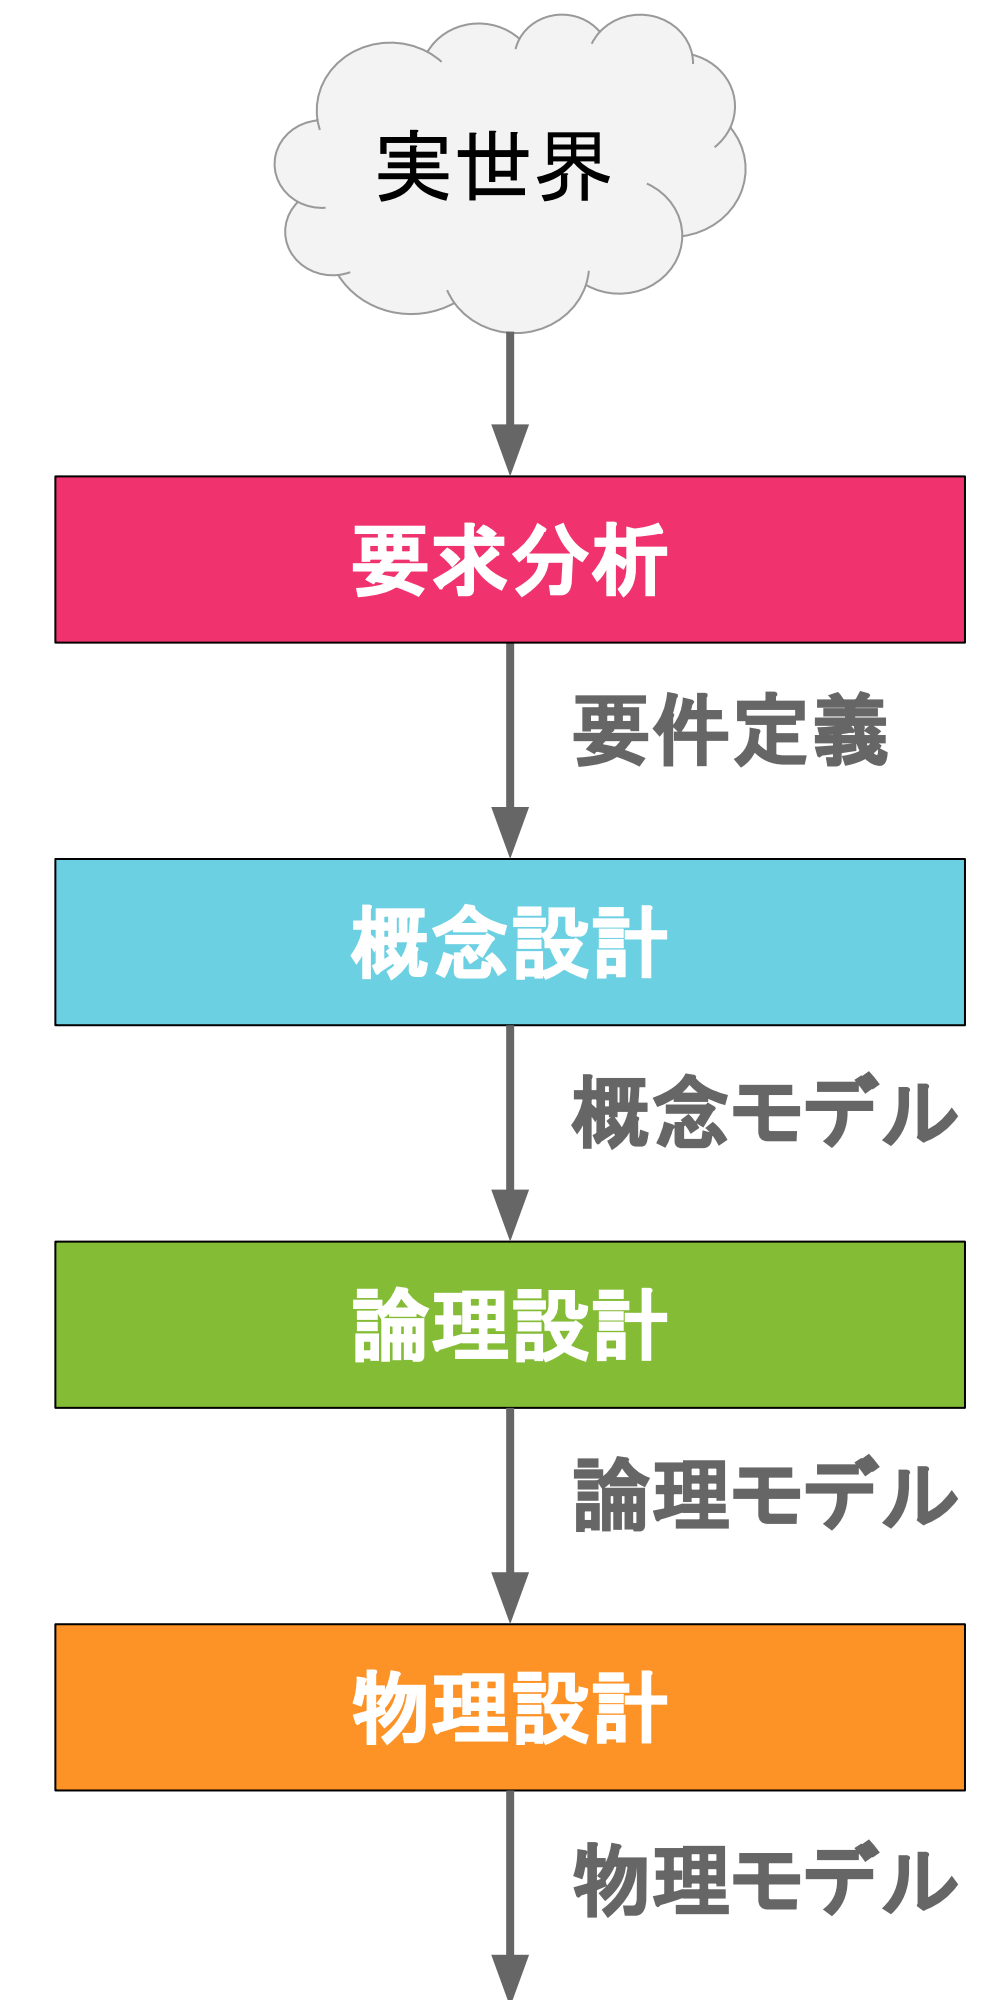 実世界
要求分析
要件定義
概念設計
概念モデル
論理設計
論理モデル
物理設計
物理モデル